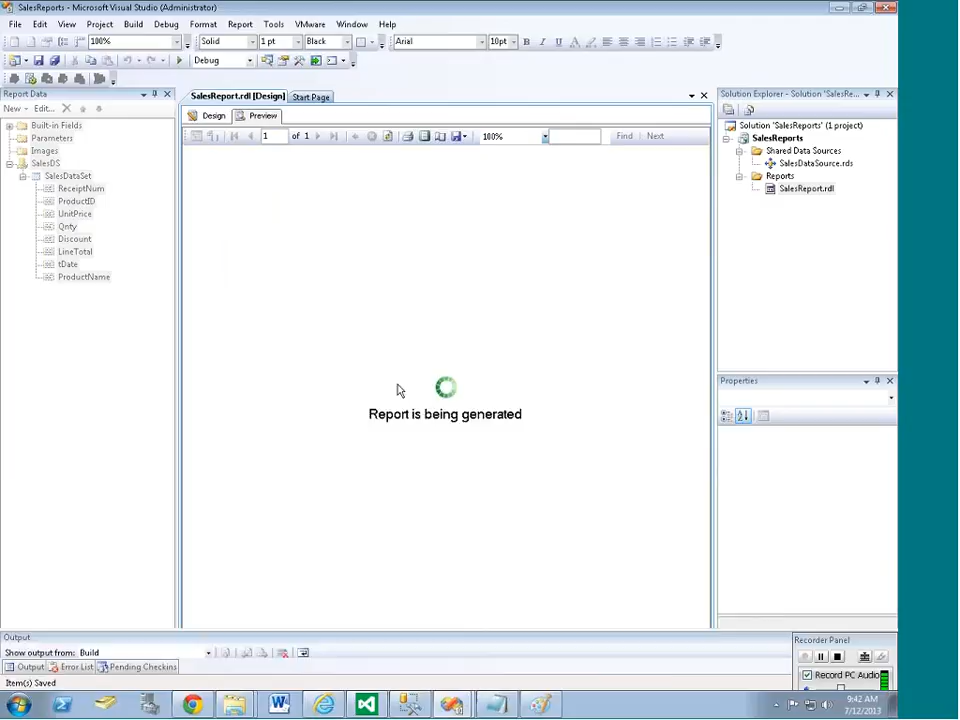 SalesReports - Microsoft Visual Studio (Administrator)
File Edit View Project Build Debug Format Report Tools VMware Window Help
100% Solid 1 pt Black Arial 10pt B I U A
Debug
Report Data
New Edit...
Built-in Fields
Parameters
Images
SalesDS
SalesDataSet
ReceiptNum
ProductID
UnitPrice
Qnty
Discount
LineTotal
tDate
ProductName
SalesReport.rdl [Design] Start Page
Design Preview
1 of 1 100% Find Next
Report is being generated
Solution Explorer - Solution 'SalesRe...
Solution 'SalesReports' (1 project)
SalesReports
Shared Data Sources
SalesDataSource.rds
Reports
SalesReport.rdl
Properties
Output
Show output from: Build
Output Error List Pending Checkins
Item(s) Saved
Recorder Panel
Record PC Audio
9:42 AM
7/12/2013